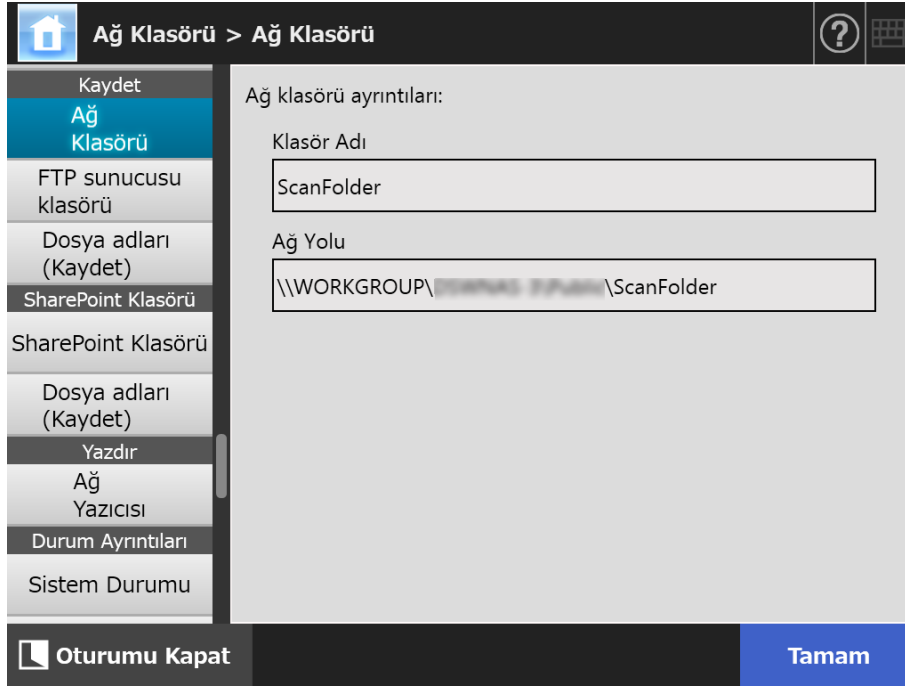 Ağ Klasörü > Ağ Klasörü
Kaydet
Ağ
Klasörü
FTP sunucusu
klasörü
Dosya adları
(Kaydet)
SharePoint Klasörü
SharePoint Klasörü
Dosya adları
(Kaydet)
Yazdır
Ağ
Yazıcısı
Durum Ayrıntıları
Sistem Durumu
Ağ klasörü ayrıntıları:
Klasör Adı
ScanFolder
Ağ Yolu
\\WORKGROUP\ \ScanFolder
Oturumu Kapat
Tamam